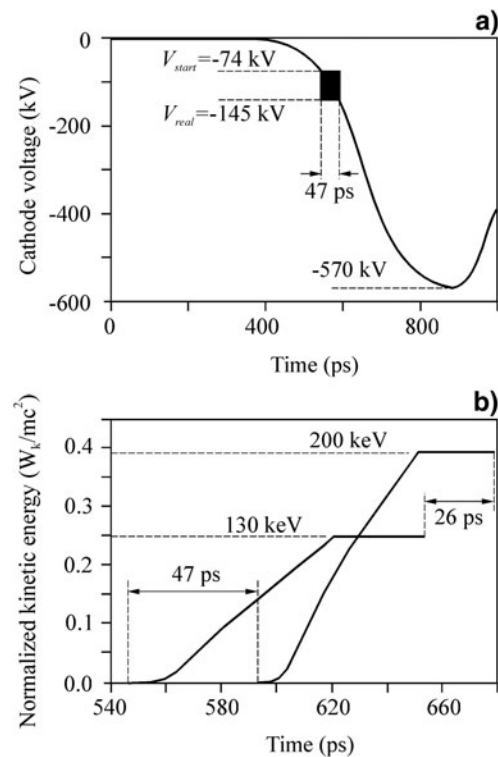 a)
0
V_start=-74 kV
V_real=-145 kV
-200
47 ps
-400
-570 kV
-600
0 400 800
Cathode voltage (kV)
Time (ps)
b)
0.4
200 keV
0.3
130 keV
26 ps
0.2
47 ps
0.1
0.0
540 580 620 660
Normalized kinetic energy (W_k/mc²)
Time (ps)